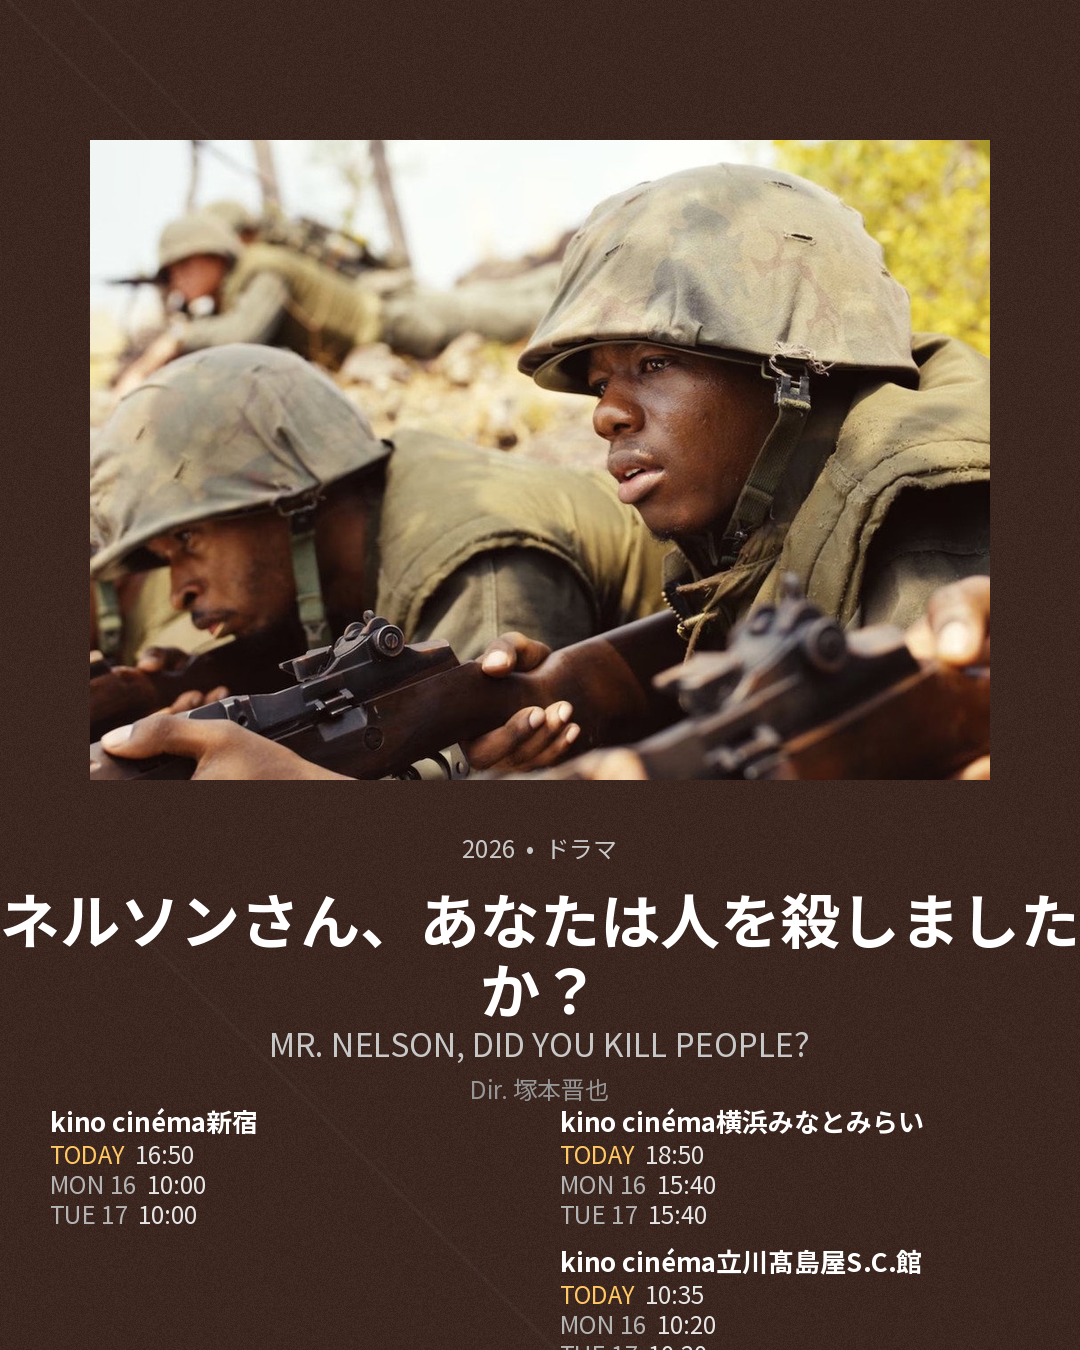 2026 • ドラマ
ネルソンさん、あなたは人を殺しました
か？
MR. NELSON, DID YOU KILL PEOPLE?
Dir. 塚本晋也
kino cinéma新宿
TODAY 16:50
MON 16 10:00
TUE 17 10:00
kino cinéma横浜みなとみらい
TODAY 18:50
MON 16 15:40
TUE 17 15:40
kino cinéma立川髙島屋S.C.館
TODAY 10:35
MON 16 10:20